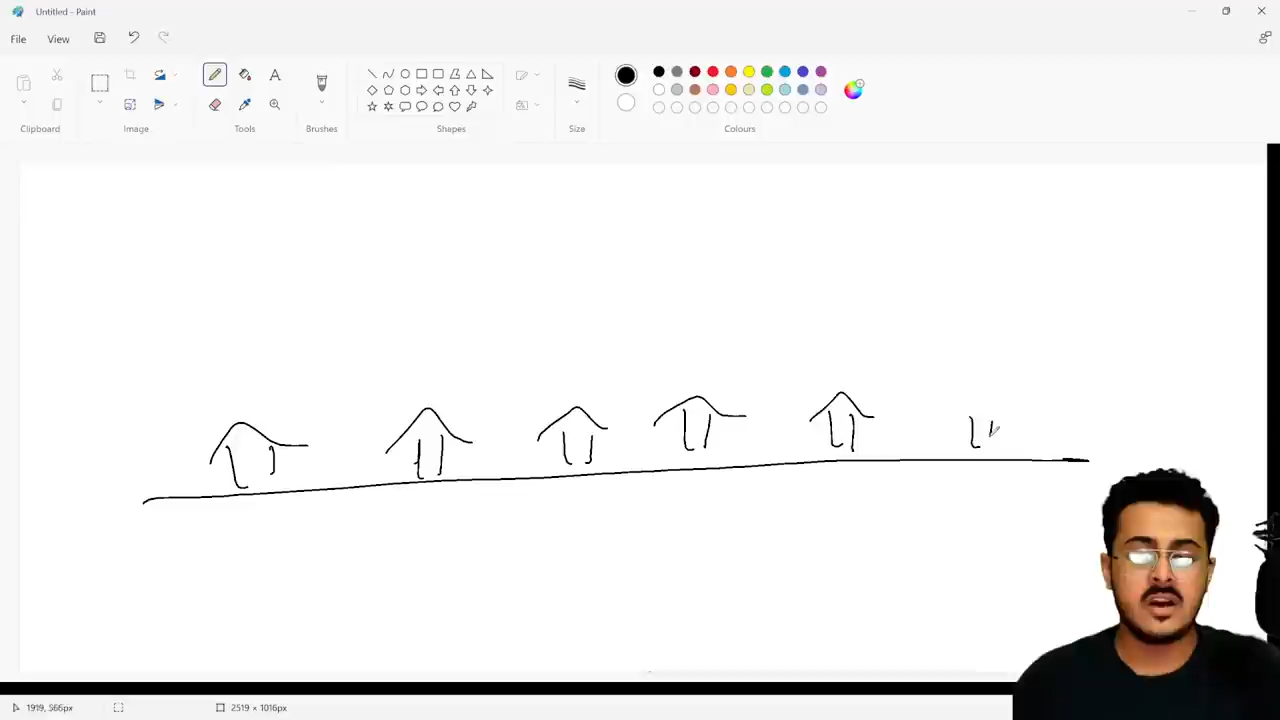 Untitled - Paint
File View
A
Clipboard Image Tools Brushes Shapes Size Colours
1919, 566px 2519 × 1016px